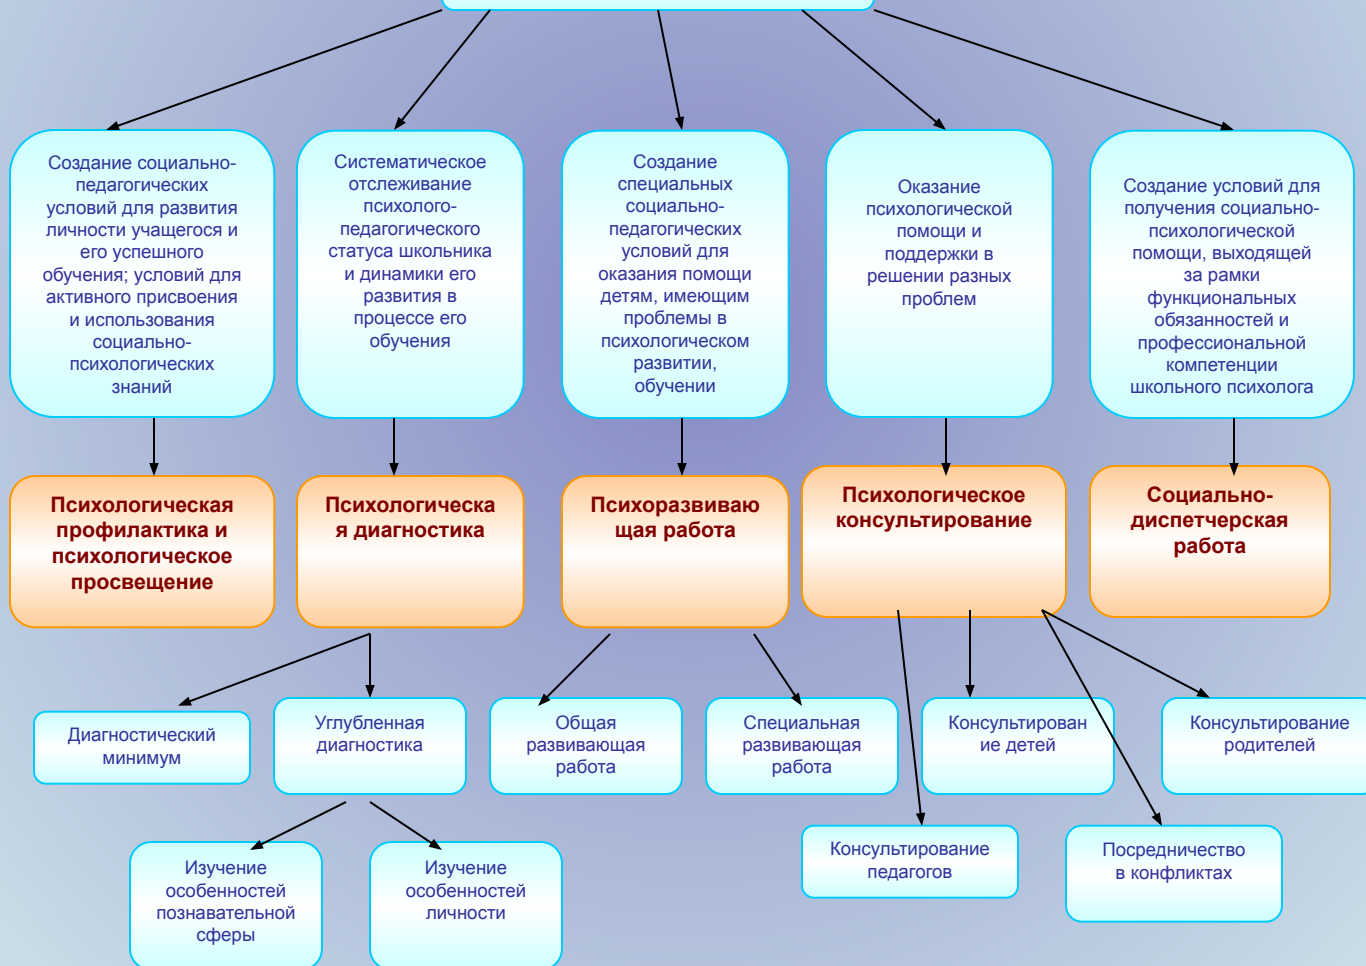 Создание социально-
педагогических
условий для развития
личности учащегося и
его успешного
обучения; условий для
активного присвоения
и использования
социально-
психологических
знаний
Систематическое
отслеживание
психолого-
педагогического
статуса школьника
и динамики его
развития в
процессе его
обучения
Создание
специальных
социально-
педагогических
условий для
оказания помощи
детям, имеющим
проблемы в
психологическом
развитии,
обучении
Оказание
психологической
помощи и
поддержки в
решении разных
проблем
Создание условий для
получения социально-
психологической
помощи, выходящей
за рамки
функциональных
обязанностей и
профессиональной
компетенции
школьного психолога
Психологическая
профилактика и
психологическое
просвещение
Психологическа
я диагностика
Психоразвиваю
щая работа
Психологическое
консультирование
Социально-
диспетчерская
работа
Диагностический
минимум
Углубленная
диагностика
Общая
развивающая
работа
Специальная
развивающая
работа
Консультирован
ие детей
Консультирование
родителей
Изучение
особенностей
познавательной
сферы
Изучение
особенностей
личности
Консультирование
педагогов
Посредничество
в конфликтах